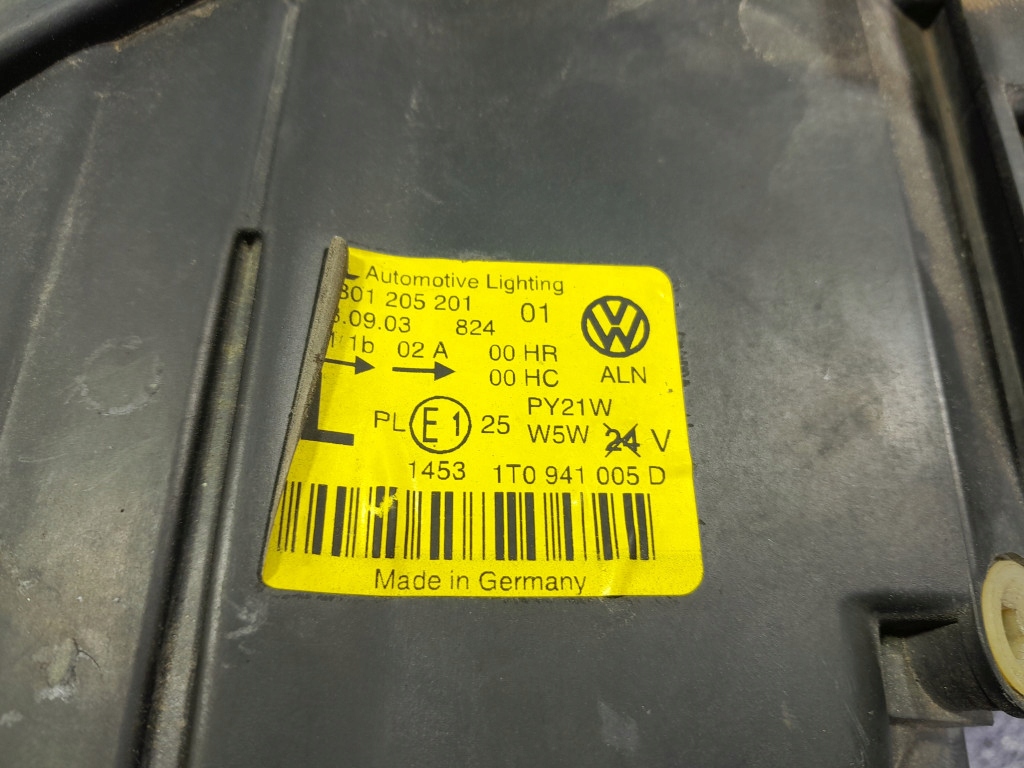 L Automotive Lighting
301 205 201 01
.09.03 824
1b 02 A 00 HR
00 HC ALN
PL E1 25 PY21W
W5W 24 V
L
1453 1T0 941 005 D
Made in Germany